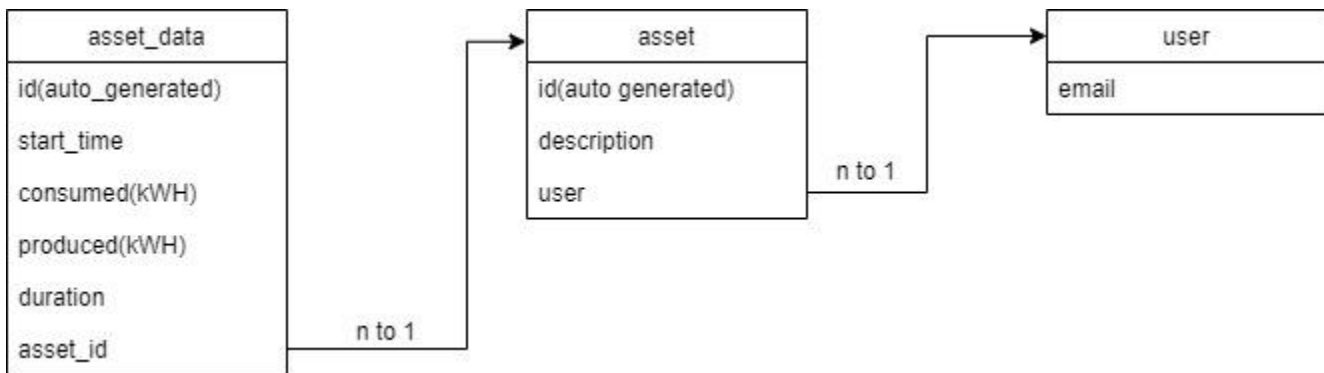 asset_data
id(auto_generated)
start_time
consumed(kWH)
produced(kWH)
duration
asset_id
n to 1
asset
id(auto generated)
description
user
n to 1
user
email